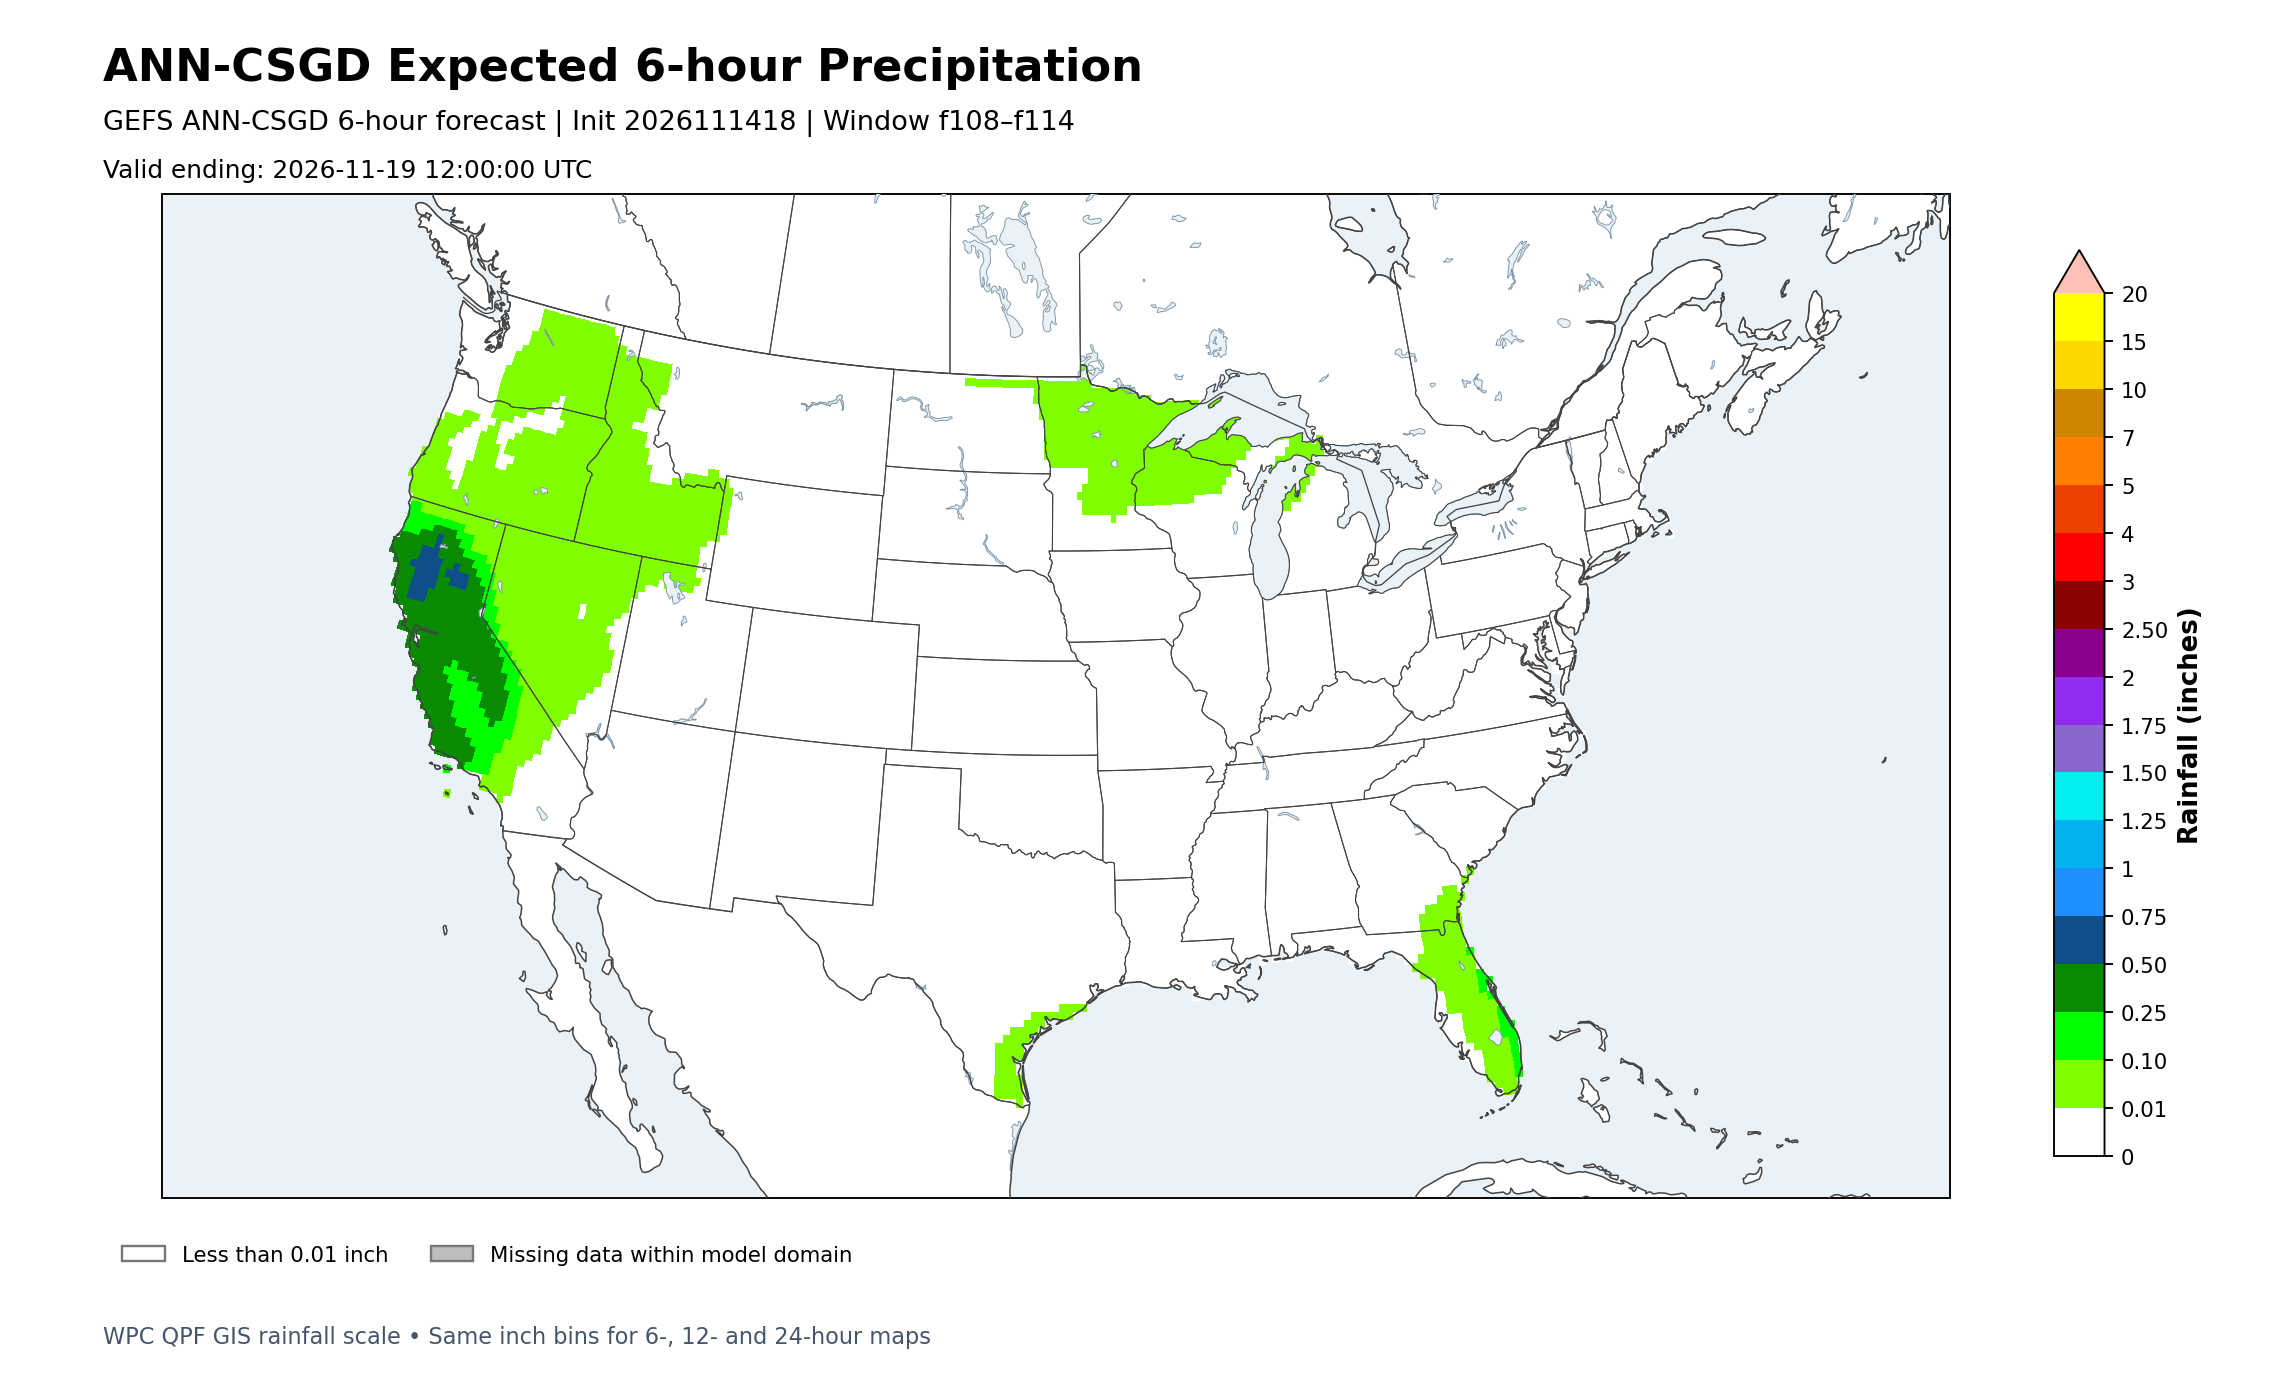 ANN-CSGD Expected 6-hour Precipitation
GEFS ANN-CSGD 6-hour forecast | Init 2026111418 | Window f108–f114
Valid ending: 2026-11-19 12:00:00 UTC
20
15
10
7
5
4
3
2.50
2
1.75
1.50
1.25
1
0.75
0.50
0.25
0.10
0.01
0
Rainfall (inches)
Less than 0.01 inch
Missing data within model domain
WPC QPF GIS rainfall scale • Same inch bins for 6-, 12- and 24-hour maps